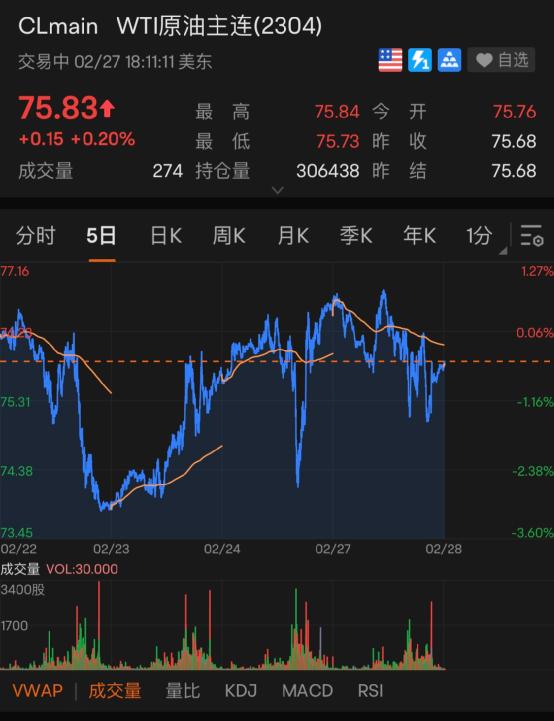 CLmain WTI原油主连(2304)
交易中 02/27 18:11:11 美东
自选
75.83 最高 75.84 今开 75.76
+0.15 +0.20% 最低 75.73 昨收 75.68
成交量 274 持仓量 306438 昨结 75.68
分时 5日 日K 周K 月K 季K 年K 1分
77.16 1.27%
0.06%
75.31 -1.16%
74.38 -2.38%
73.45 -3.60%
02/22 02/23 02/24 02/27 02/28
成交量 VOL:30.000
3400股
1700
VWAP 成交量 量比 KDJ MACD RSI